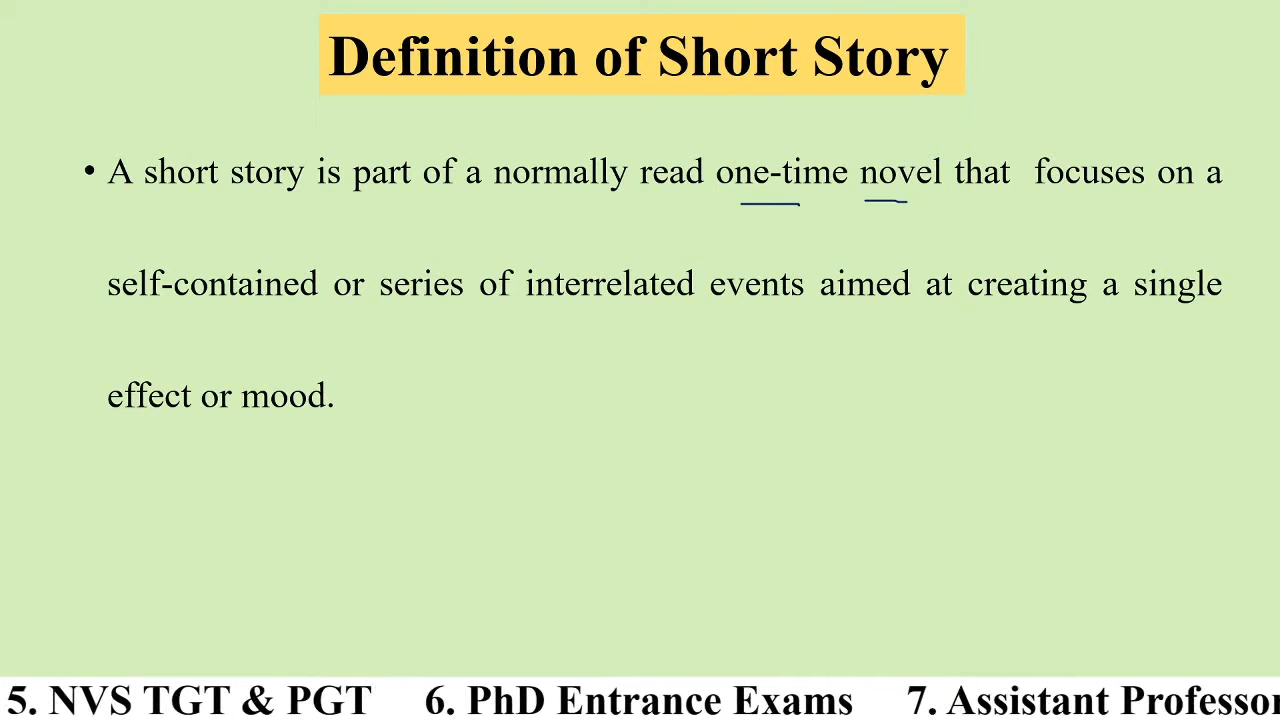 Definition of Short Story
• A short story is part of a normally read one-time novel that focuses on a
self-contained or series of interrelated events aimed at creating a single
effect or mood.
5. NVS TGT & PGT 6. PhD Entrance Exams 7. Assistant Professor